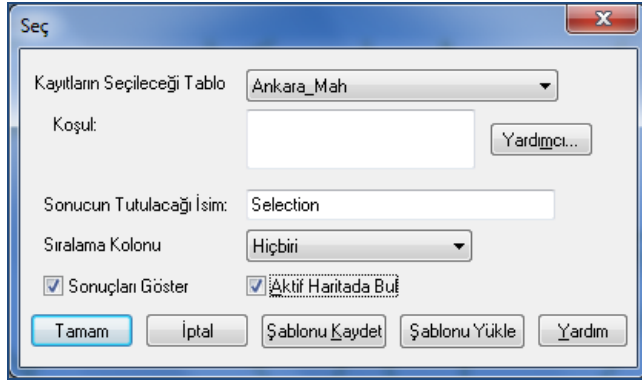 Seç
Kayıtların Seçileceği Tablo Ankara_Mah
Koşul:
Yardımcı...
Sonucun Tutulacağı İsim: Selection
Sıralama Kolonu Hiçbiri
Sonuçları Göster Aktif Haritada Bul
Tamam İptal Şablonu Kaydet Şablonu Yükle Yardım